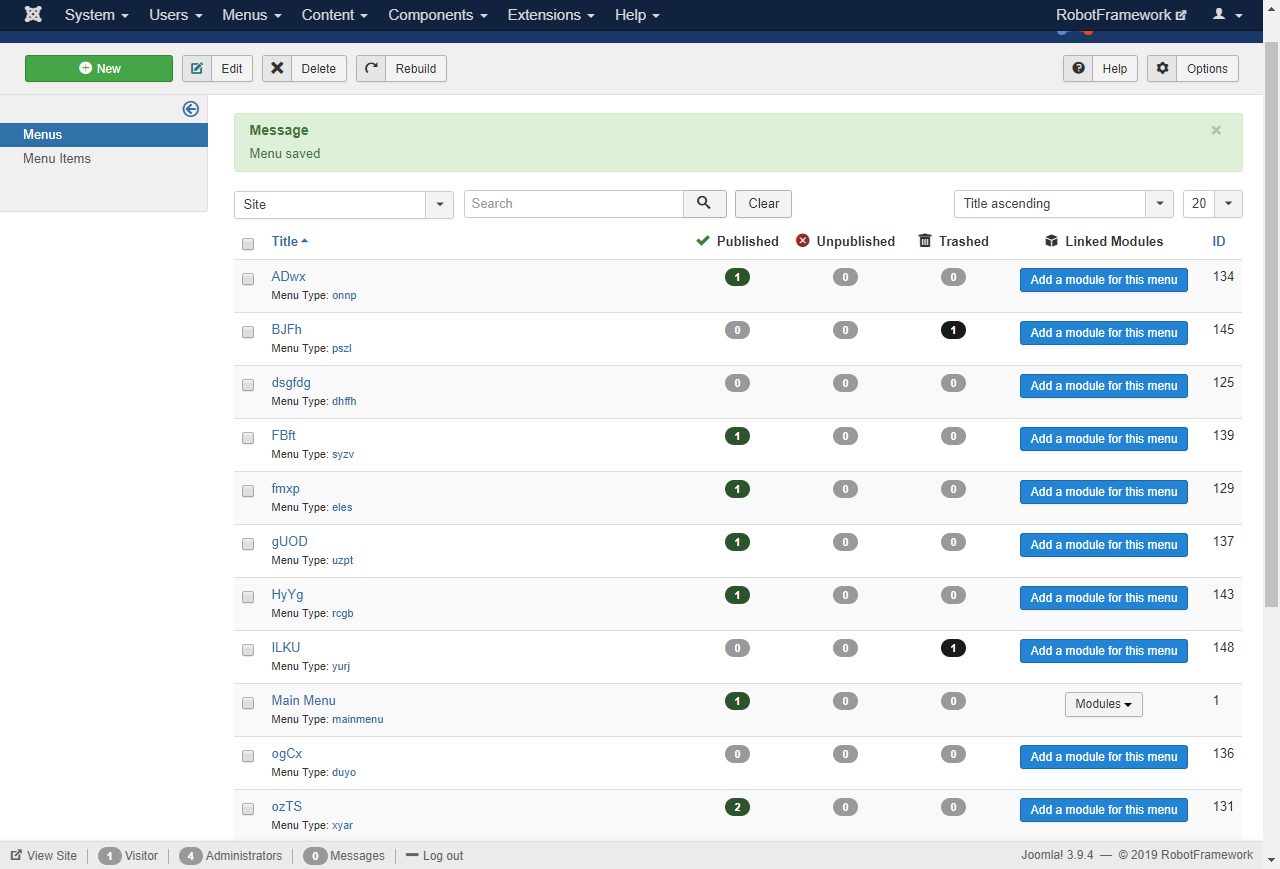 System Users Menus Content Components Extensions Help RobotFramework
New Edit Delete Rebuild Help Options
Menus
Menu Items
Message ×
Menu saved
Site Search Clear Title ascending 20
Title Published Unpublished Trashed Linked Modules ID
ADwx 1 0 0 Add a module for this menu 134
Menu Type: onnp
BJFh 0 0 1 Add a module for this menu 145
Menu Type: pszl
dsgfdg 0 0 0 Add a module for this menu 125
Menu Type: dhffh
FBft 1 0 0 Add a module for this menu 139
Menu Type: syzv
fmxp 1 0 0 Add a module for this menu 129
Menu Type: eles
gUOD 1 0 0 Add a module for this menu 137
Menu Type: uzpt
HyYg 1 0 0 Add a module for this menu 143
Menu Type: rcgb
ILKU 0 0 1 Add a module for this menu 148
Menu Type: yurj
Main Menu 1 0 0 Modules 1
Menu Type: mainmenu
ogCx 0 0 0 Add a module for this menu 136
Menu Type: duyo
ozTS 2 0 0 Add a module for this menu 131
Menu Type: xyar
View Site 1 Visitor 4 Administrators 0 Messages Log out Joomla! 3.9.4 — © 2019 RobotFramework